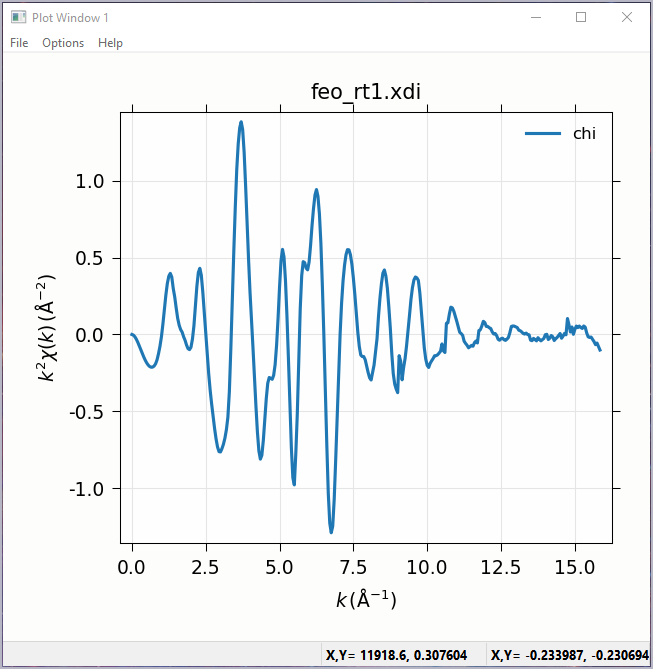 Plot Window 1
File Options Help
feo_rt1.xdi
chi
1.0
0.5
0.0
-0.5
-1.0
k²χ(k) (Å⁻²)
0.0 2.5 5.0 7.5 10.0 12.5 15.0
k (Å⁻¹)
X,Y= 11918.6, 0.307604 X,Y= -0.233987, -0.230694